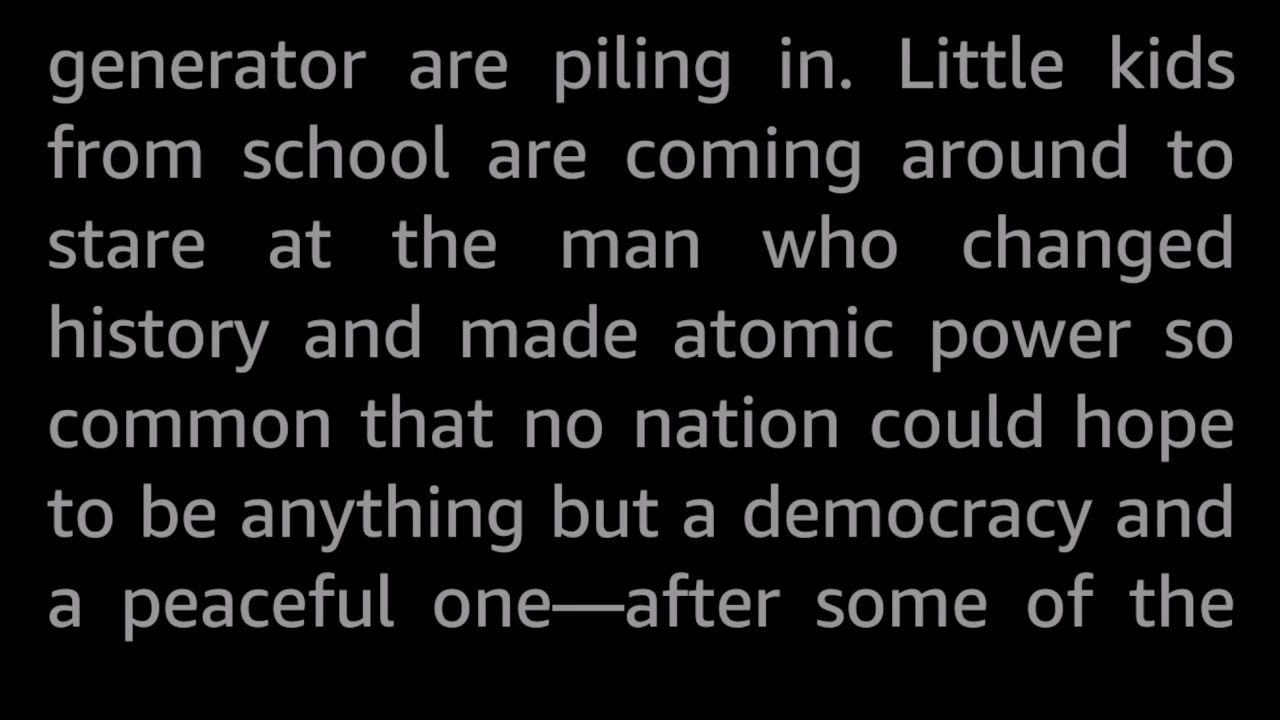 generator are piling in. Little kids
from school are coming around to
stare at the man who changed
history and made atomic power so
common that no nation could hope
to be anything but a democracy and
a peaceful one—after some of the